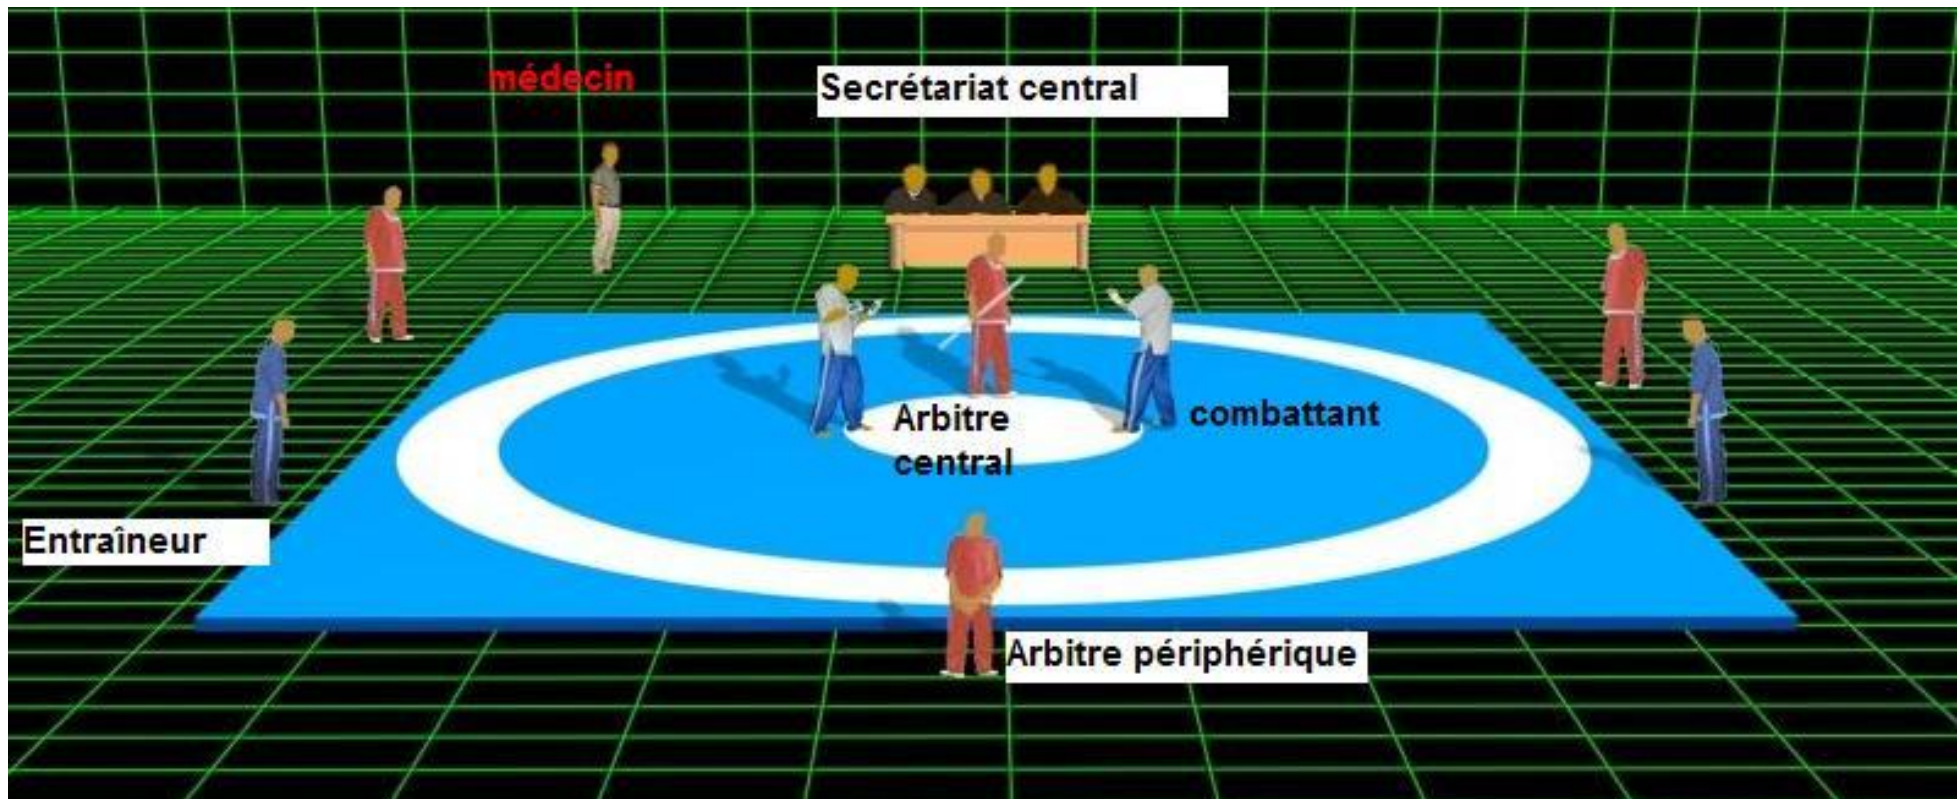 médecin
Secrétariat central
Arbitre
central
combattant
Entraîneur
Arbitre périphérique